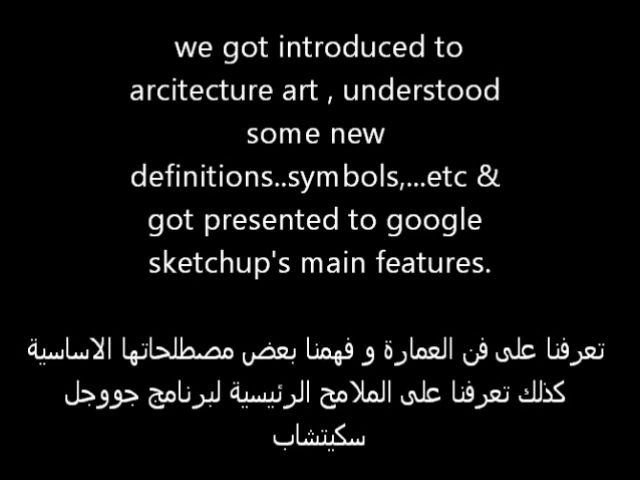 we got introduced to
arcitecture art , understood
some new
definitions..symbols,...etc &
got presented to google
sketchup's main features.
تعرفنا على فن العمارة و فهمنا بعض مصطلحاتها الاساسية
كذلك تعرفنا على الملامح الرئيسية لبرنامج جووجل
سكيتشاب